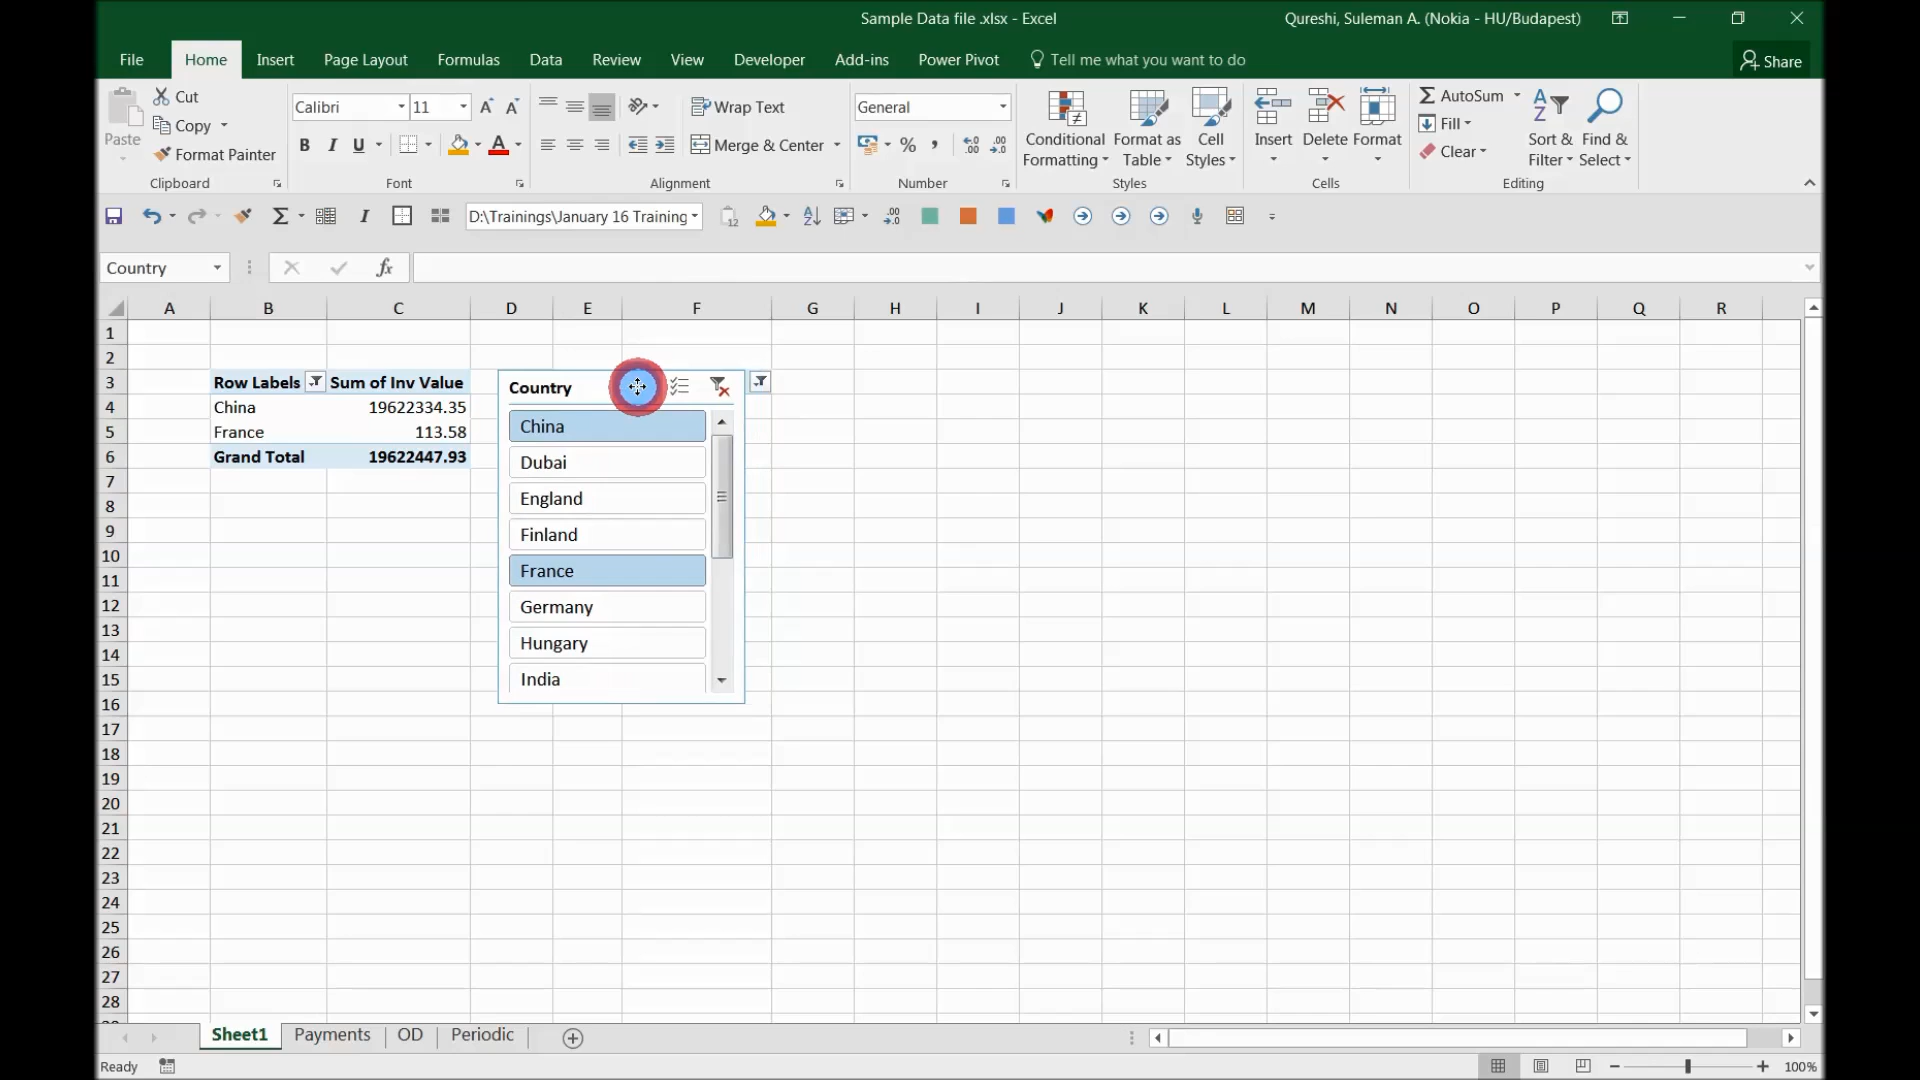 Sample Data file .xlsx - Excel
Qureshi, Suleman A. (Nokia - HU/Budapest)
File Home Insert Page Layout Formulas Data Review View Developer Add-ins Power Pivot Tell me what you want to do Share
Paste
Cut
Copy
Format Painter
Clipboard
Calibri 11
B I U
Font
Wrap Text
Merge & Center
Alignment
General
% ,
Number
Conditional Formatting
Format as Table
Cell Styles
Styles
Insert Delete Format
Cells
AutoSum
Fill
Clear
Sort & Filter
Find & Select
Editing
D:\Trainings\January 16 Training
Country
fx
A B C D E F G H I J K L M N O P Q R
1
2
3 Row Labels Sum of Inv Value
4 China 19622334.35
5 France 113.58
6 Grand Total 19622447.93
7
8
9
10
11
12
13
14
15
16
17
18
19
20
21
22
23
24
25
26
27
28
Country
China
Dubai
England
Finland
France
Germany
Hungary
India
Sheet1 Payments OD Periodic
Ready
100%